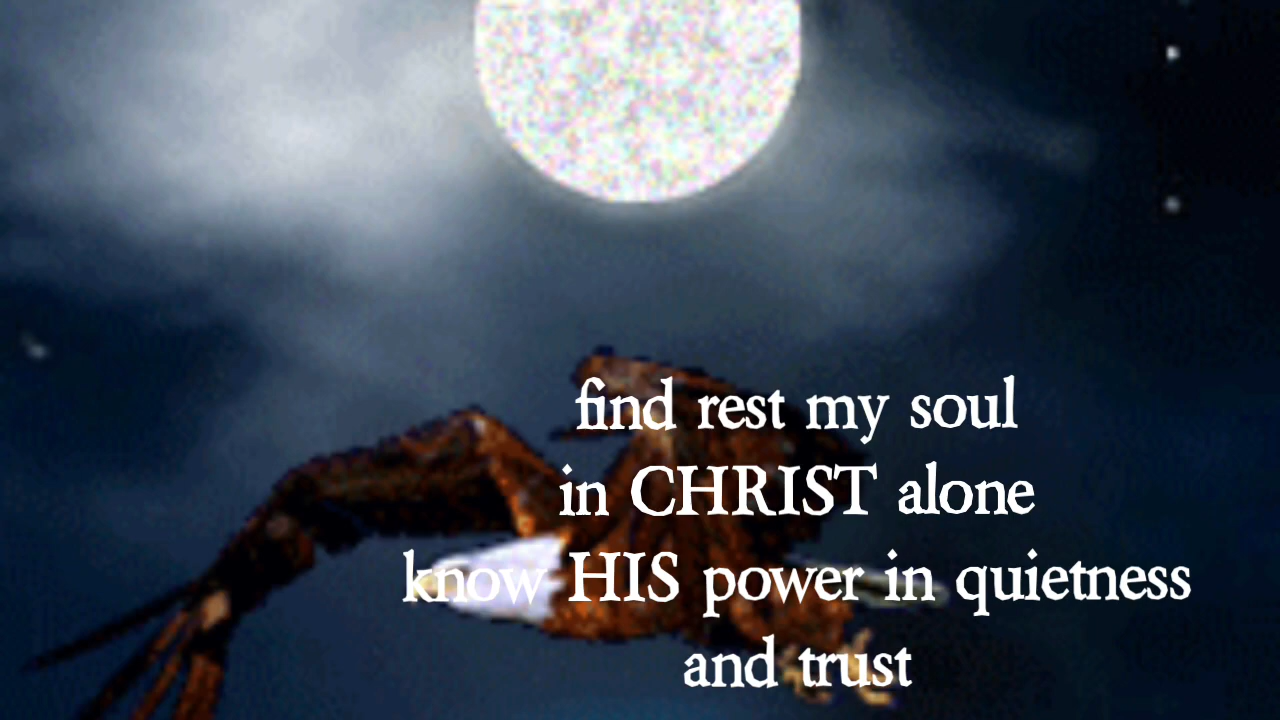 find rest my soul
in CHRIST alone
know HIS power in quietness
and trust